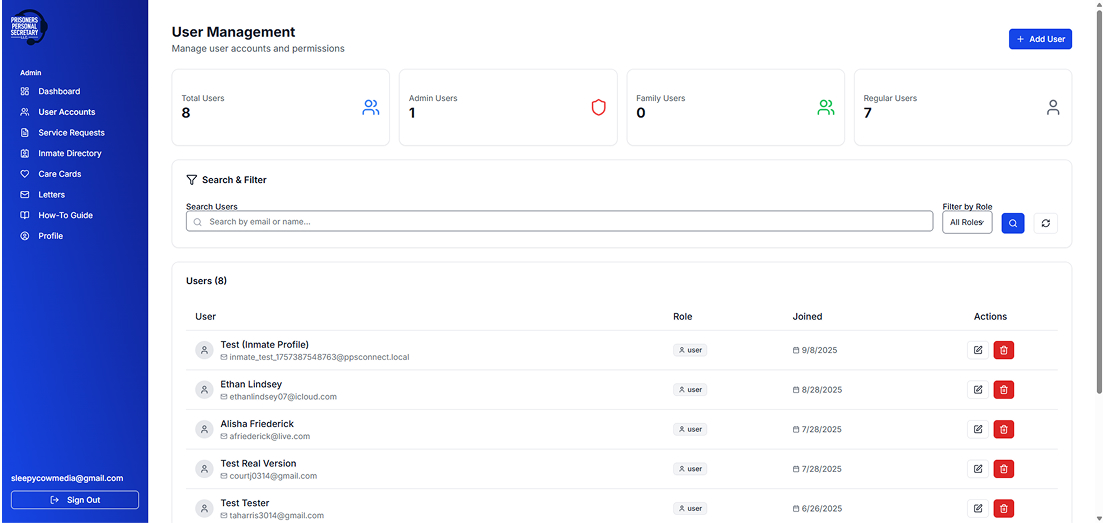 PRISONERS
PERSONAL
SECRETARY
LLC
Admin
Dashboard
User Accounts
Service Requests
Inmate Directory
Care Cards
Letters
How-To Guide
Profile
sleepycowmedia@gmail.com
Sign Out
User Management
Manage user accounts and permissions
+ Add User
Total Users
8
Admin Users
1
Family Users
0
Regular Users
7
Search & Filter
Search Users
Search by email or name...
Filter by Role
All Roles
Users (8)
User Role Joined Actions
Test (Inmate Profile)
inmate_test_1757387548763@ppsconnect.local
user
9/8/2025
Ethan Lindsey
ethanlindsey07@icloud.com
user
8/28/2025
Alisha Friederick
afriederick@live.com
user
7/28/2025
Test Real Version
courtj0314@gmail.com
user
7/28/2025
Test Tester
taharris3014@gmail.com
user
6/26/2025